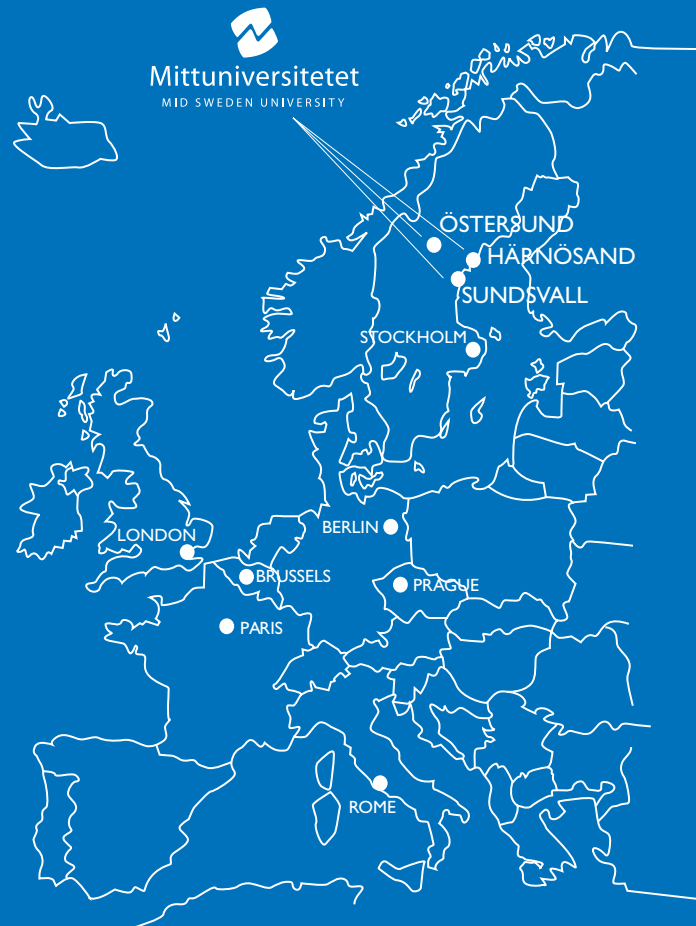 Mittuniversitetet
MID SWEDEN UNIVERSITY
ÖSTERSUND
HÄRNÖSAND
SUNDSVALL
STOCKHOLM
BERLIN
LONDON
BRUSSELS
PRAGUE
PARIS
ROME